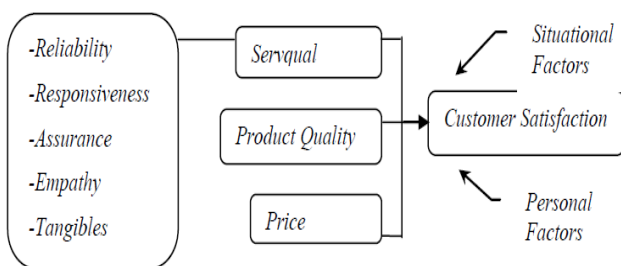 -Reliability
-Responsiveness
-Assurance
-Empathy
-Tangibles
Servqual
Product Quality
Price
Situational
Factors
Customer Satisfaction
Personal
Factors